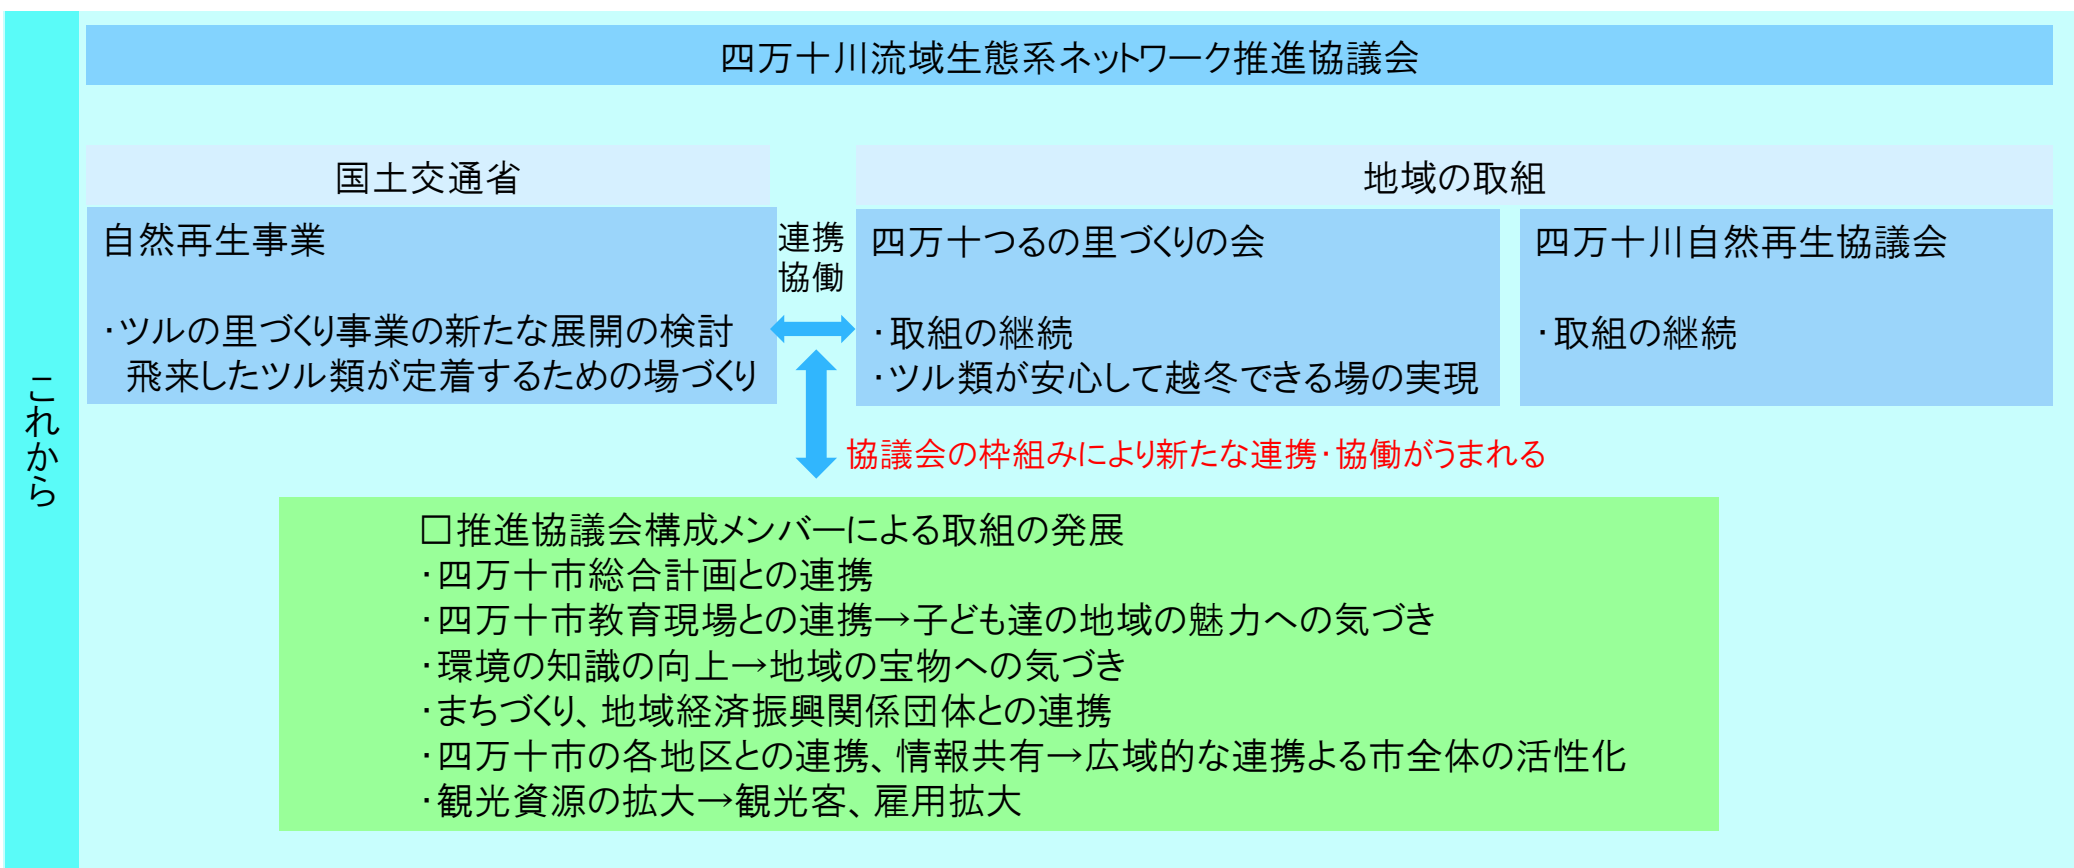 四万十川流域生態系ネットワーク推進協議会
これから
国土交通省
地域の取組
自然再生事業
・ツルの里づくり事業の新たな展開の検討
飛来したツル類が定着するための場づくり
連携
協働
四万十つるの里づくりの会
・取組の継続
・ツル類が安心して越冬できる場の実現
四万十川自然再生協議会
・取組の継続
協議会の枠組みにより新たな連携・協働がうまれる
□推進協議会構成メンバーによる取組の発展
・四万十市総合計画との連携
・四万十市教育現場との連携→子ども達の地域の魅力への気づき
・環境の知識の向上→地域の宝物への気づき
・まちづくり、地域経済振興関係団体との連携
・四万十市の各地区との連携、情報共有→広域的な連携よる市全体の活性化
・観光資源の拡大→観光客、雇用拡大